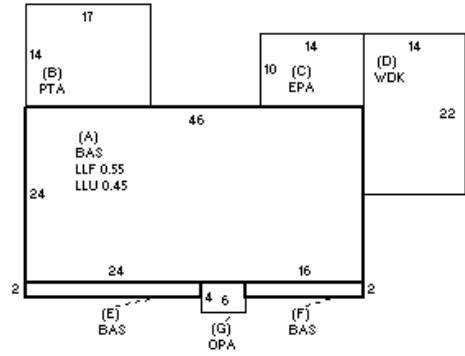 17
14
(B)
PTA
14
10
(C)
EPA
14
(D)
WDK
22
46
(A)
BAS
LLF 0.55
LLU 0.45
24
24
16
2
4 6
2
(E)
BAS
(G)
OPA
(F)
BAS